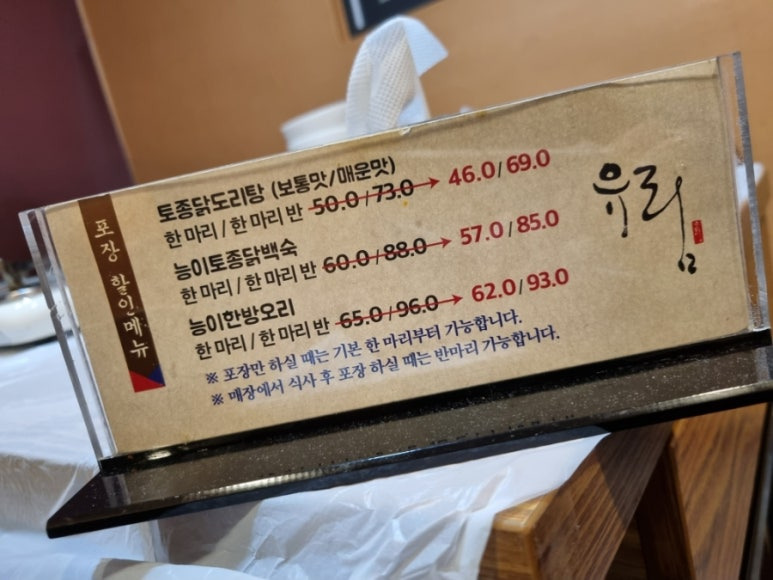 포장 할인메뉴
토종닭도리탕 (보통맛/매운맛)
한 마리 / 한 마리 반 50.0 / 73.0 → 46.0 / 69.0
능이토종닭백숙
한 마리 / 한 마리 반 60.0 / 88.0 → 57.0 / 85.0
능이한방오리
한 마리 / 한 마리 반 65.0 / 96.0 → 62.0 / 93.0
※ 포장만 하실 때는 기본 한 마리부터 가능합니다.
※ 매장에서 식사 후 포장 하실 때는 반마리 가능합니다.
유림